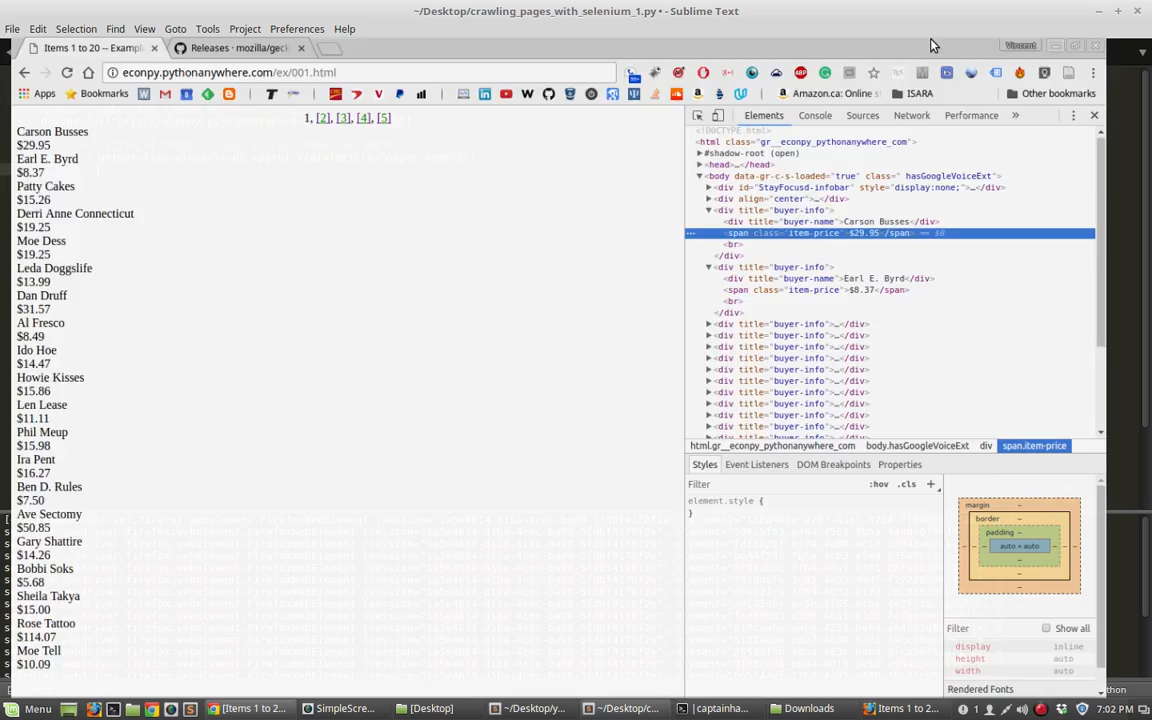 ~/Desktop/crawling_pages_with_selenium_1.py • - Sublime Text
File Edit Selection Find View Goto Tools Project Preferences Help
Items 1 to 20 -- Exampl
Releases · mozilla/geck
Vincent
econpy.pythonanywhere.com/ex/001.html
Apps Bookmarks Amazon.ca: Online ISARA Other bookmarks
1, [2], [3], [4], [5]
Carson Busses
$29.95
Earl E. Byrd
$8.37
Patty Cakes
$15.26
Derri Anne Connecticut
$19.25
Moe Dess
$19.25
Leda Doggslife
$13.99
Dan Druff
$31.57
Al Fresco
$8.49
Ido Hoe
$14.47
Howie Kisses
$15.86
Len Lease
$11.11
Phil Meup
$15.98
Ira Pent
$16.27
Ben D. Rules
$7.50
Ave Sectomy
$50.85
Gary Shattire
$14.26
Bobbi Soks
$5.68
Sheila Takya
$15.00
Rose Tattoo
$114.07
Moe Tell
$10.09
Elements Console Sources Network Performance »
<!DOCTYPE html>
<html class="gr__econpy_pythonanywhere_com">
▶#shadow-root (open)
▶<head>…</head>
▼<body data-gr-c-s-loaded="true" class=" hasGoogleVoiceExt">
▶<div id="StayFocusd-infobar" style="display:none;">…</div>
▶<div align="center">…</div>
▼<div title="buyer-info">
<div title="buyer-name">Carson Busses</div>
… <span class="item-price">$29.95</span> == $0
<br>
</div>
▼<div title="buyer-info">
<div title="buyer-name">Earl E. Byrd</div>
<span class="item-price">$8.37</span>
<br>
</div>
▶<div title="buyer-info">…</div>
▶<div title="buyer-info">…</div>
▶<div title="buyer-info">…</div>
▶<div title="buyer-info">…</div>
▶<div title="buyer-info">…</div>
▶<div title="buyer-info">…</div>
▶<div title="buyer-info">…</div>
▶<div title="buyer-info">…</div>
▶<div title="buyer-info">…</div>
▶<div title="buyer-info">…</div>
html.gr__econpy_pythonanywhere_com body.hasGoogleVoiceExt div span.item-price
Styles Event Listeners DOM Breakpoints Properties
Filter :hov .cls +
element.style {
}
margin –
border –
padding –
auto × auto
Filter Show all
display inline
height auto
width auto
Rendered Fonts
Menu [Items 1 to 2... SimpleScre... [Desktop] ~/Desktop/y... ~/Desktop/c... [captainha... Downloads [Items 1 to 2... 1 7:02 PM